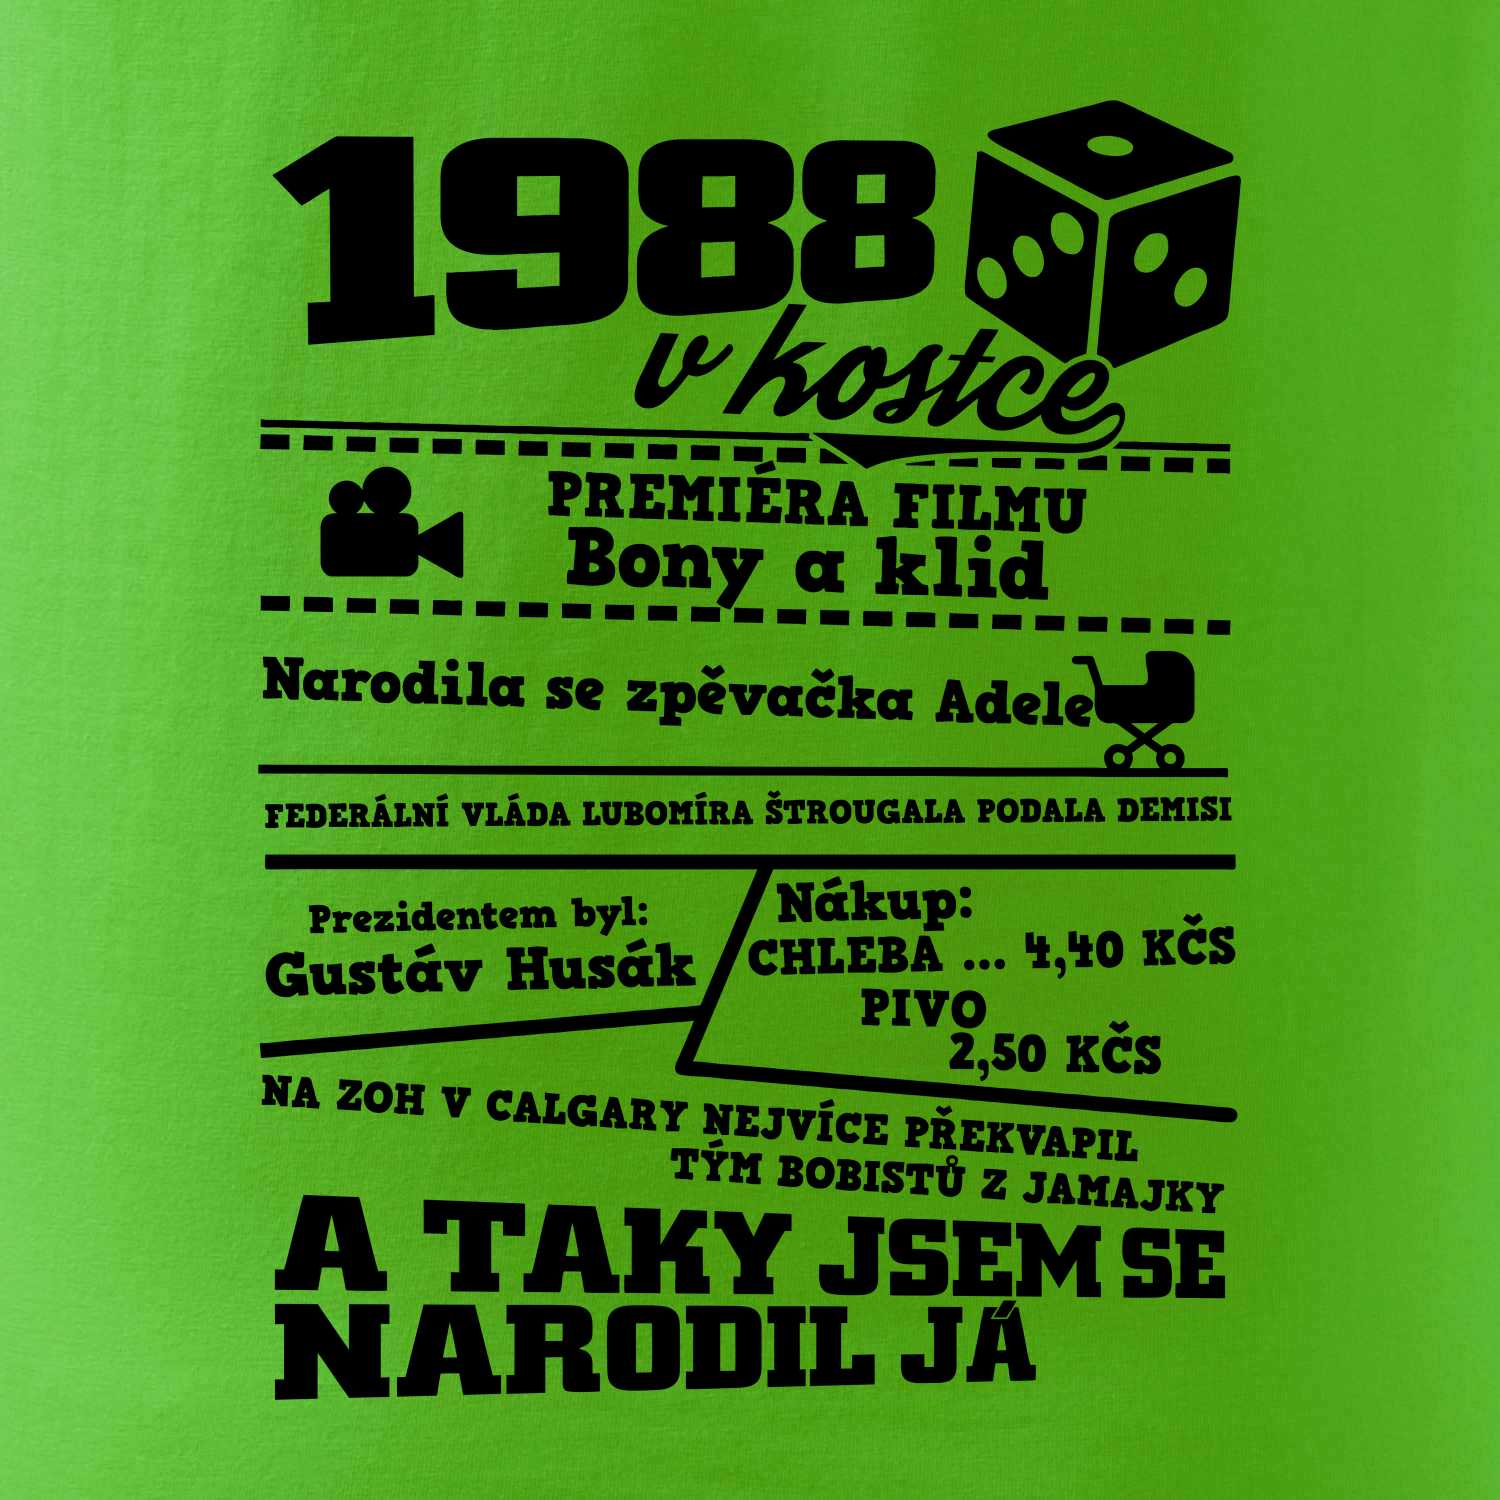 1988
v kostce
PREMIÉRA FILMU
Bony a klid
Narodila se zpěvačka Adele
FEDERÁLNÍ VLÁDA LUBOMÍRA ŠTROUGALA PODALA DEMISI
Prezidentem byl:
Gustáv Husák
Nákup:
CHLEBA ... 4,40 KČS
PIVO
2,50 KČS
NA ZOH V CALGARY NEJVÍCE PŘEKVAPIL
TÝM BOBISTŮ Z JAMAJKY
A TAKY JSEM SE
NARODIL JÁ